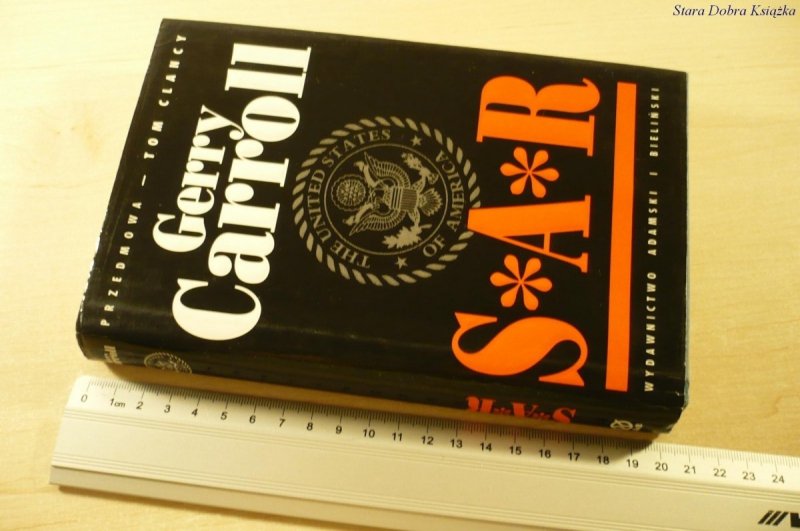 Stara Dobra Książka
PRZEDMOWA — TOM CLANCY
Gerry
Carroll
THE UNITED STATES
OF AMERICA
S*A*R
WYDAWNICTWO ADAMSKI I BIELIŃSKI
S*A*R
0 1cm 2 3 4 5 6 7 8 9 10 11 12 13 14 15 16 17 18 19 20 21 22 23 24